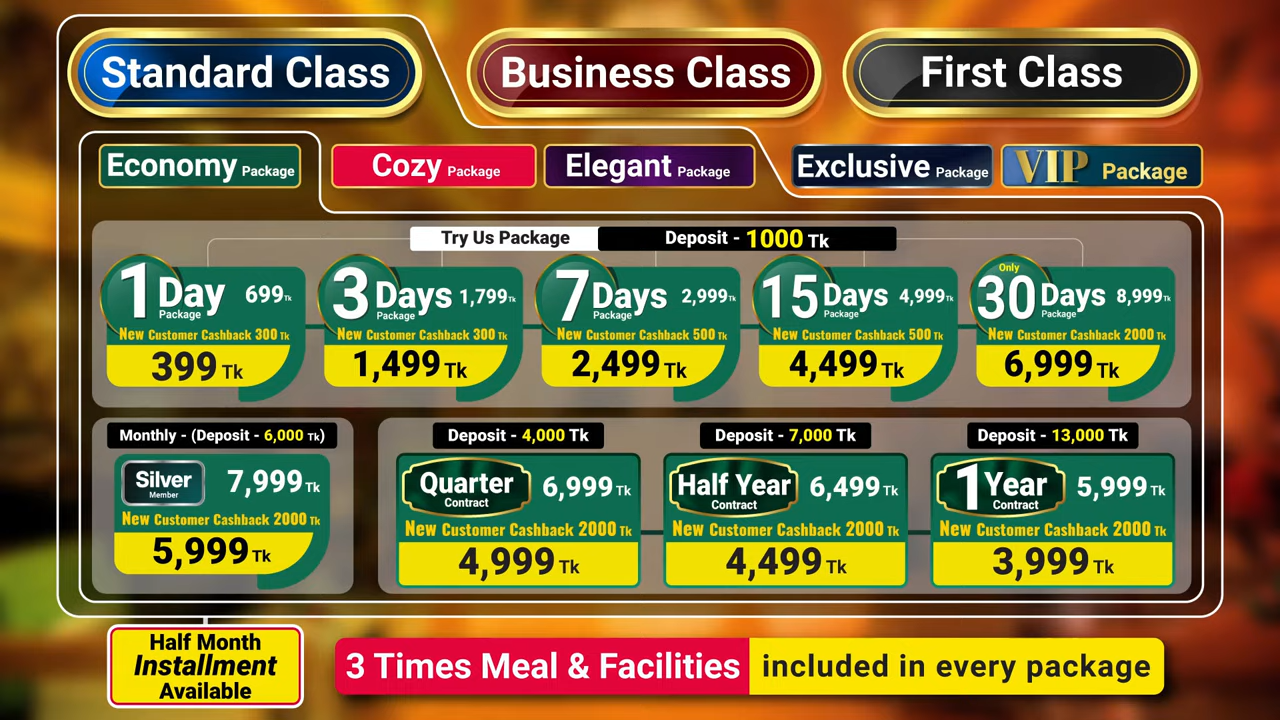 Standard Class
Business Class
First Class
Economy Package
Cozy Package
Elegant Package
Exclusive Package
VIP Package
Try Us Package
Deposit - 1000 Tk
1 Day Package 699 Tk
New Customer Cashback 300 Tk
399 Tk
3 Days Package 1,799 Tk
New Customer Cashback 300 Tk
1,499 Tk
7 Days Package 2,999 Tk
New Customer Cashback 500 Tk
2,499 Tk
15 Days Package 4,999 Tk
New Customer Cashback 500 Tk
4,499 Tk
Only
30 Days Package 8,999 Tk
New Customer Cashback 2000 Tk
6,999 Tk
Monthly - (Deposit - 6,000 Tk)
Silver Member 7,999 Tk
New Customer Cashback 2000 Tk
5,999 Tk
Deposit - 4,000 Tk
Quarter Contract 6,999 Tk
New Customer Cashback 2000 Tk
4,999 Tk
Deposit - 7,000 Tk
Half Year Contract 6,499 Tk
New Customer Cashback 2000 Tk
4,499 Tk
Deposit - 13,000 Tk
1 Year Contract 5,999 Tk
New Customer Cashback 2000 Tk
3,999 Tk
Half Month
Installment
Available
3 Times Meal & Facilities included in every package